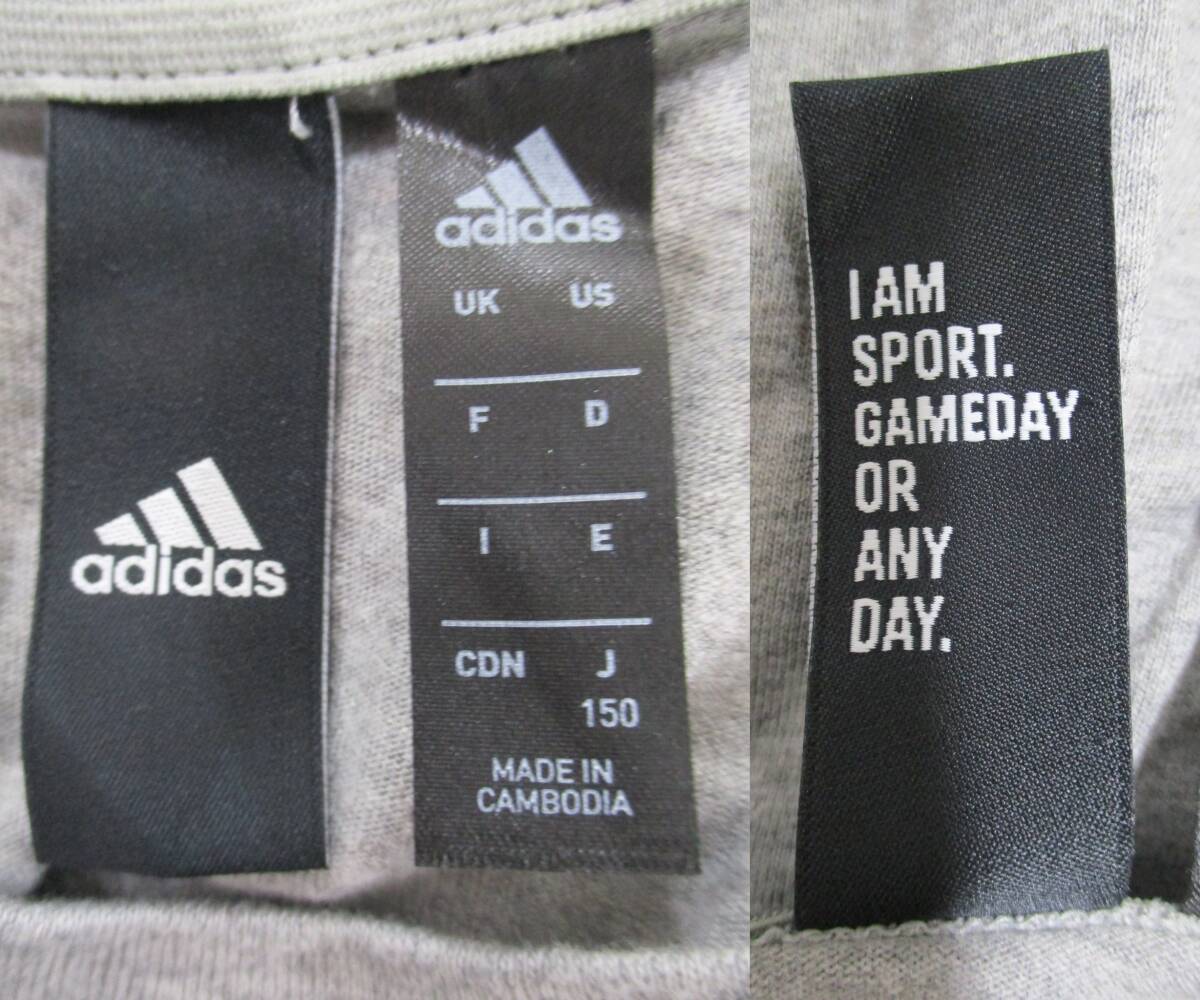 adidas
adidas
UK US
F D
I E
CDN J
150
MADE IN
CAMBODIA
I AM
SPORT.
GAMEDAY
OR
ANY
DAY.